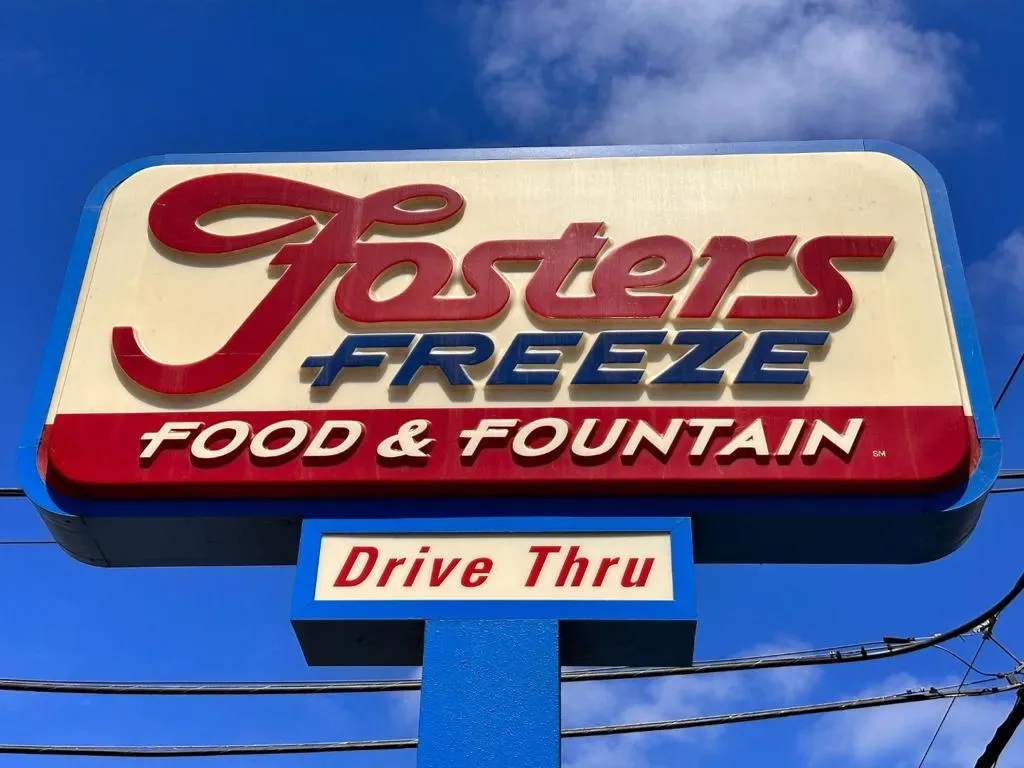 Fosters
FREEZE
FOOD & FOUNTAIN SM
Drive Thru